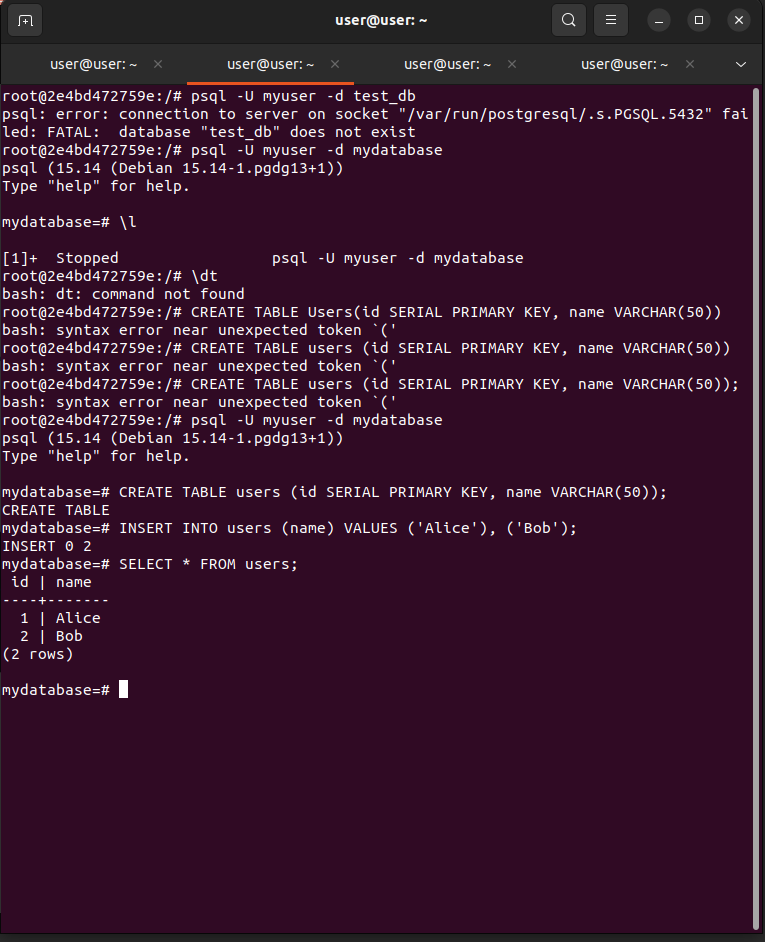 user@user: ~
user@user: ~
user@user: ~
user@user: ~
user@user: ~
root@2e4bd472759e:/# psql -U myuser -d test_db
psql: error: connection to server on socket "/var/run/postgresql/.s.PGSQL.5432" fai
led: FATAL:  database "test_db" does not exist
root@2e4bd472759e:/# psql -U myuser -d mydatabase
psql (15.14 (Debian 15.14-1.pgdg13+1))
Type "help" for help.

mydatabase=# \l

[1]+  Stopped                 psql -U myuser -d mydatabase
root@2e4bd472759e:/# \dt
bash: dt: command not found
root@2e4bd472759e:/# CREATE TABLE Users(id SERIAL PRIMARY KEY, name VARCHAR(50))
bash: syntax error near unexpected token `('
root@2e4bd472759e:/# CREATE TABLE users (id SERIAL PRIMARY KEY, name VARCHAR(50))
bash: syntax error near unexpected token `('
root@2e4bd472759e:/# CREATE TABLE users (id SERIAL PRIMARY KEY, name VARCHAR(50));
bash: syntax error near unexpected token `('
root@2e4bd472759e:/# psql -U myuser -d mydatabase
psql (15.14 (Debian 15.14-1.pgdg13+1))
Type "help" for help.

mydatabase=# CREATE TABLE users (id SERIAL PRIMARY KEY, name VARCHAR(50));
CREATE TABLE
mydatabase=# INSERT INTO users (name) VALUES ('Alice'), ('Bob');
INSERT 0 2
mydatabase=# SELECT * FROM users;
 id | name
----+-------
  1 | Alice
  2 | Bob
(2 rows)

mydatabase=#